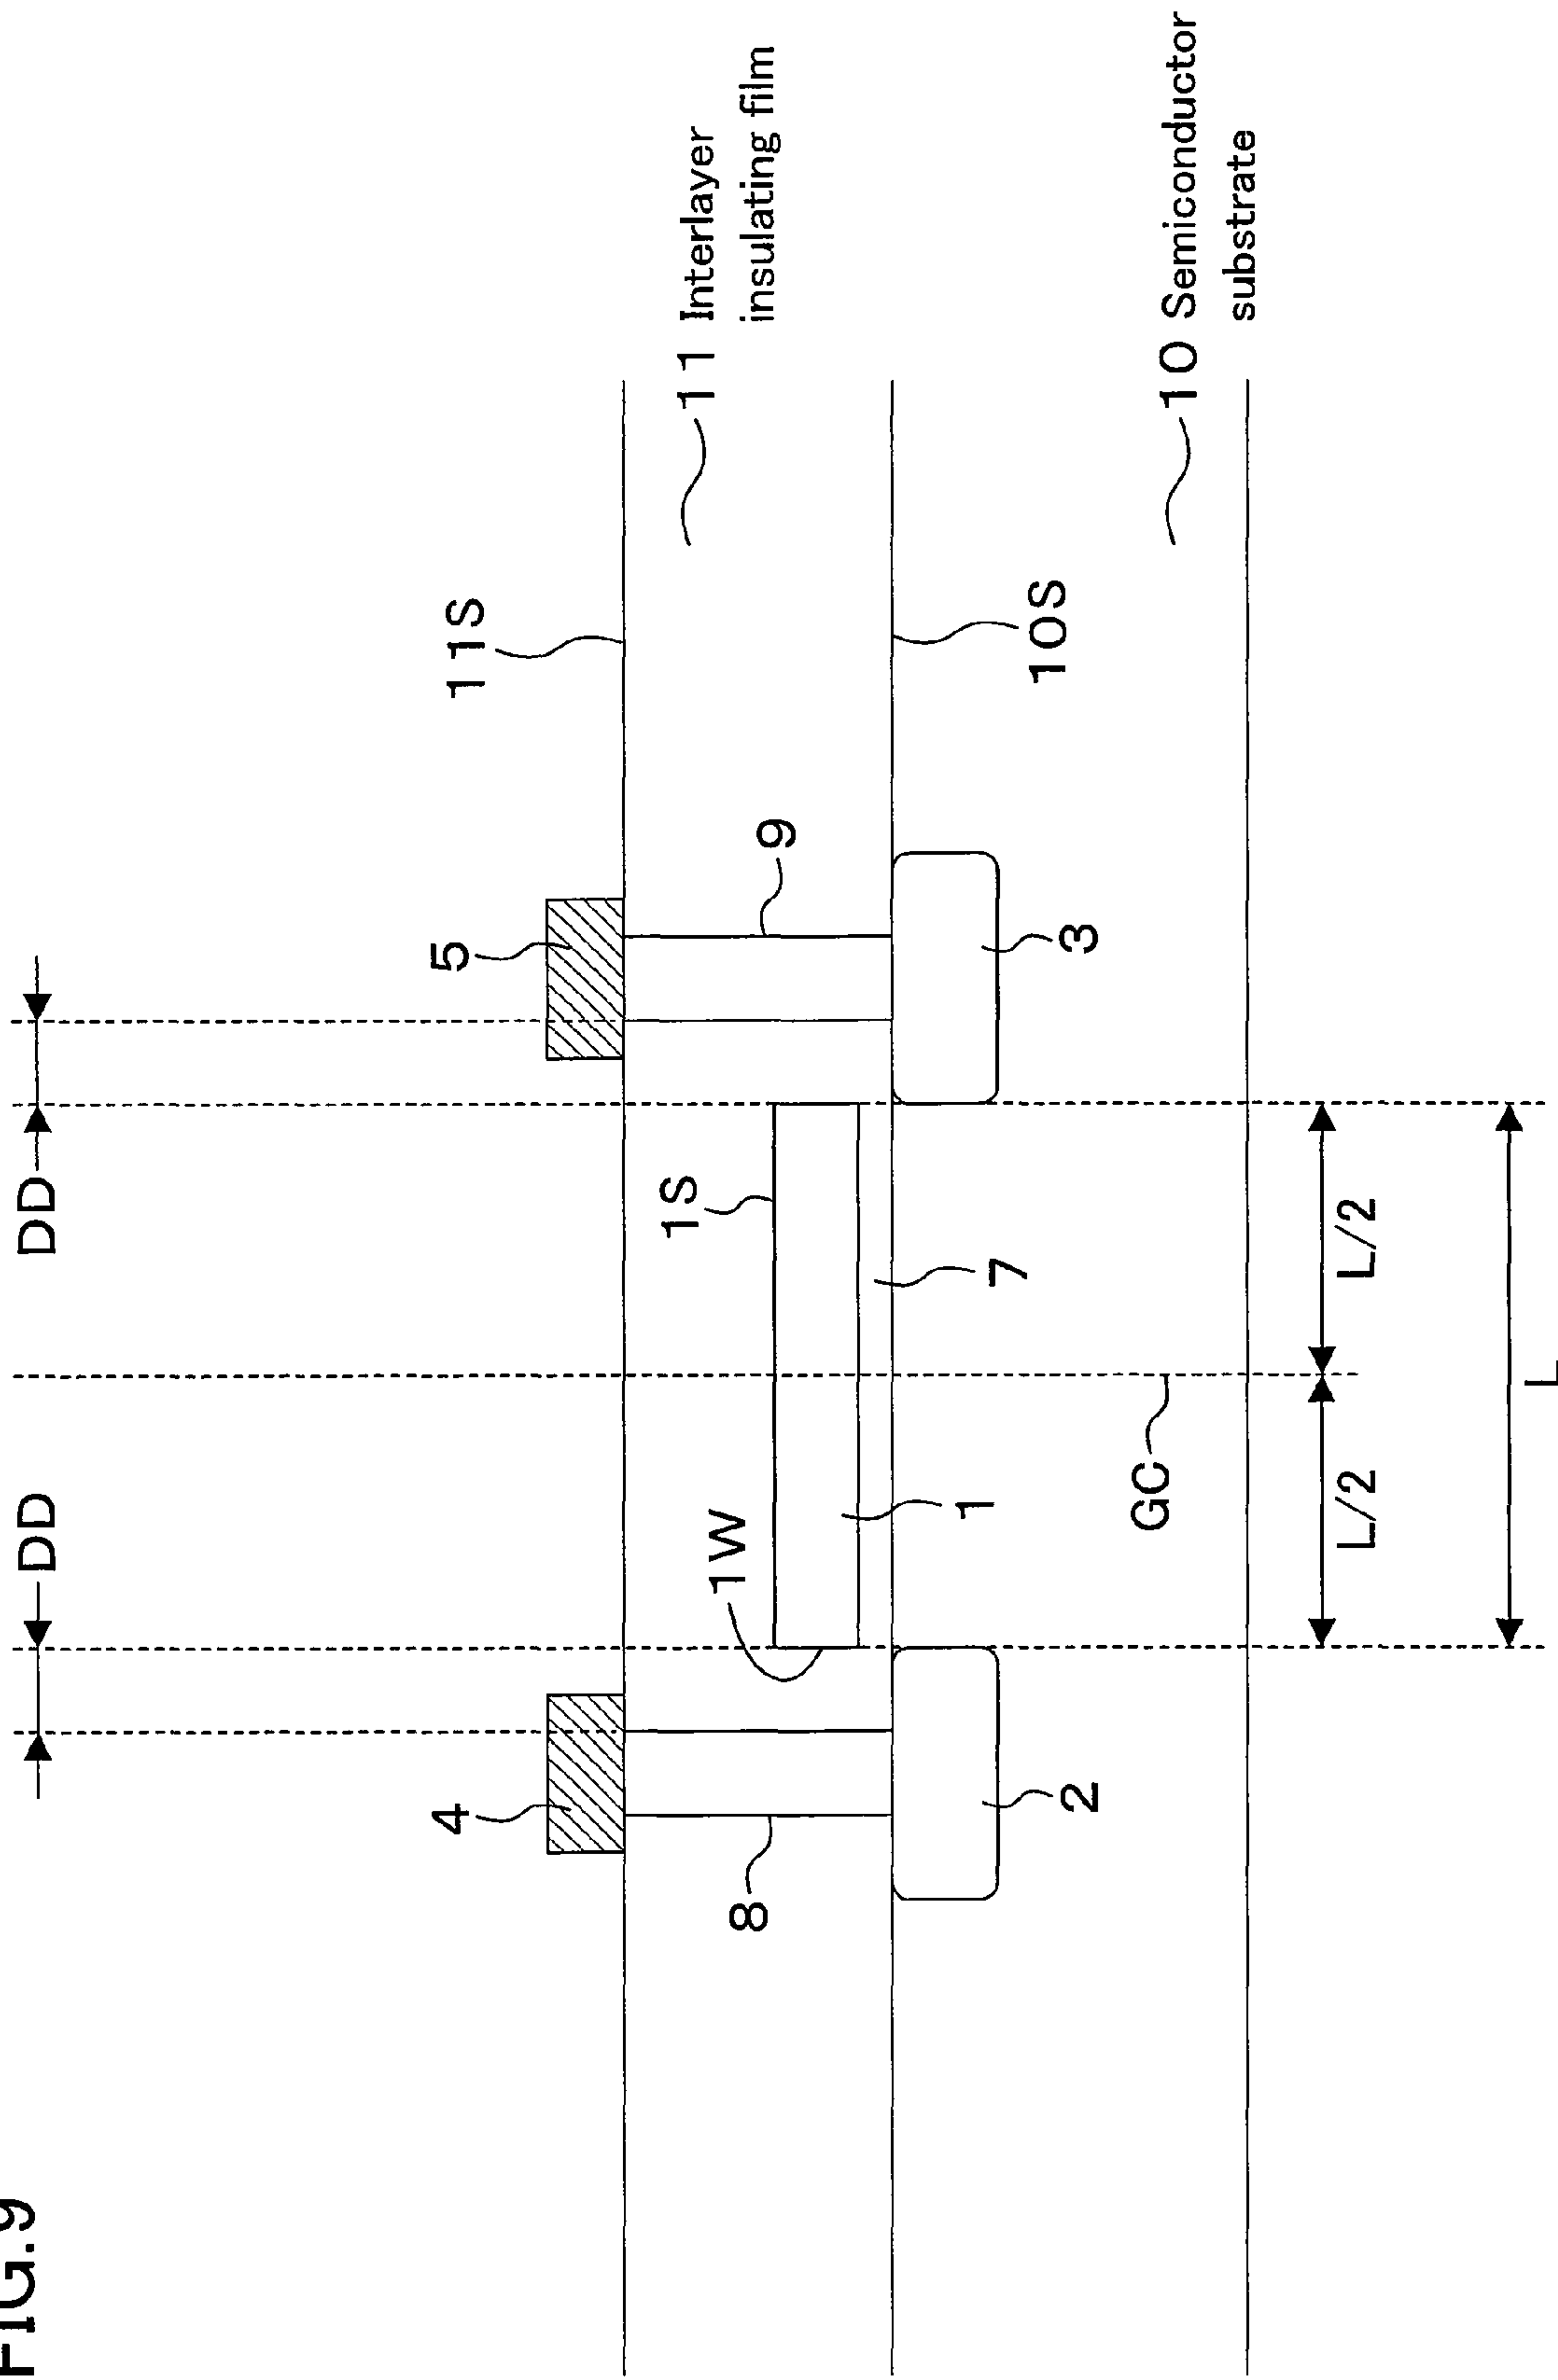 FIG.9
DD
DD
4
5
11S
8
1W
1S
9
11 Interlayer
insulating film
2
1
7
3
10S
GC
10 Semiconductor
substrate
L/2
L/2
L